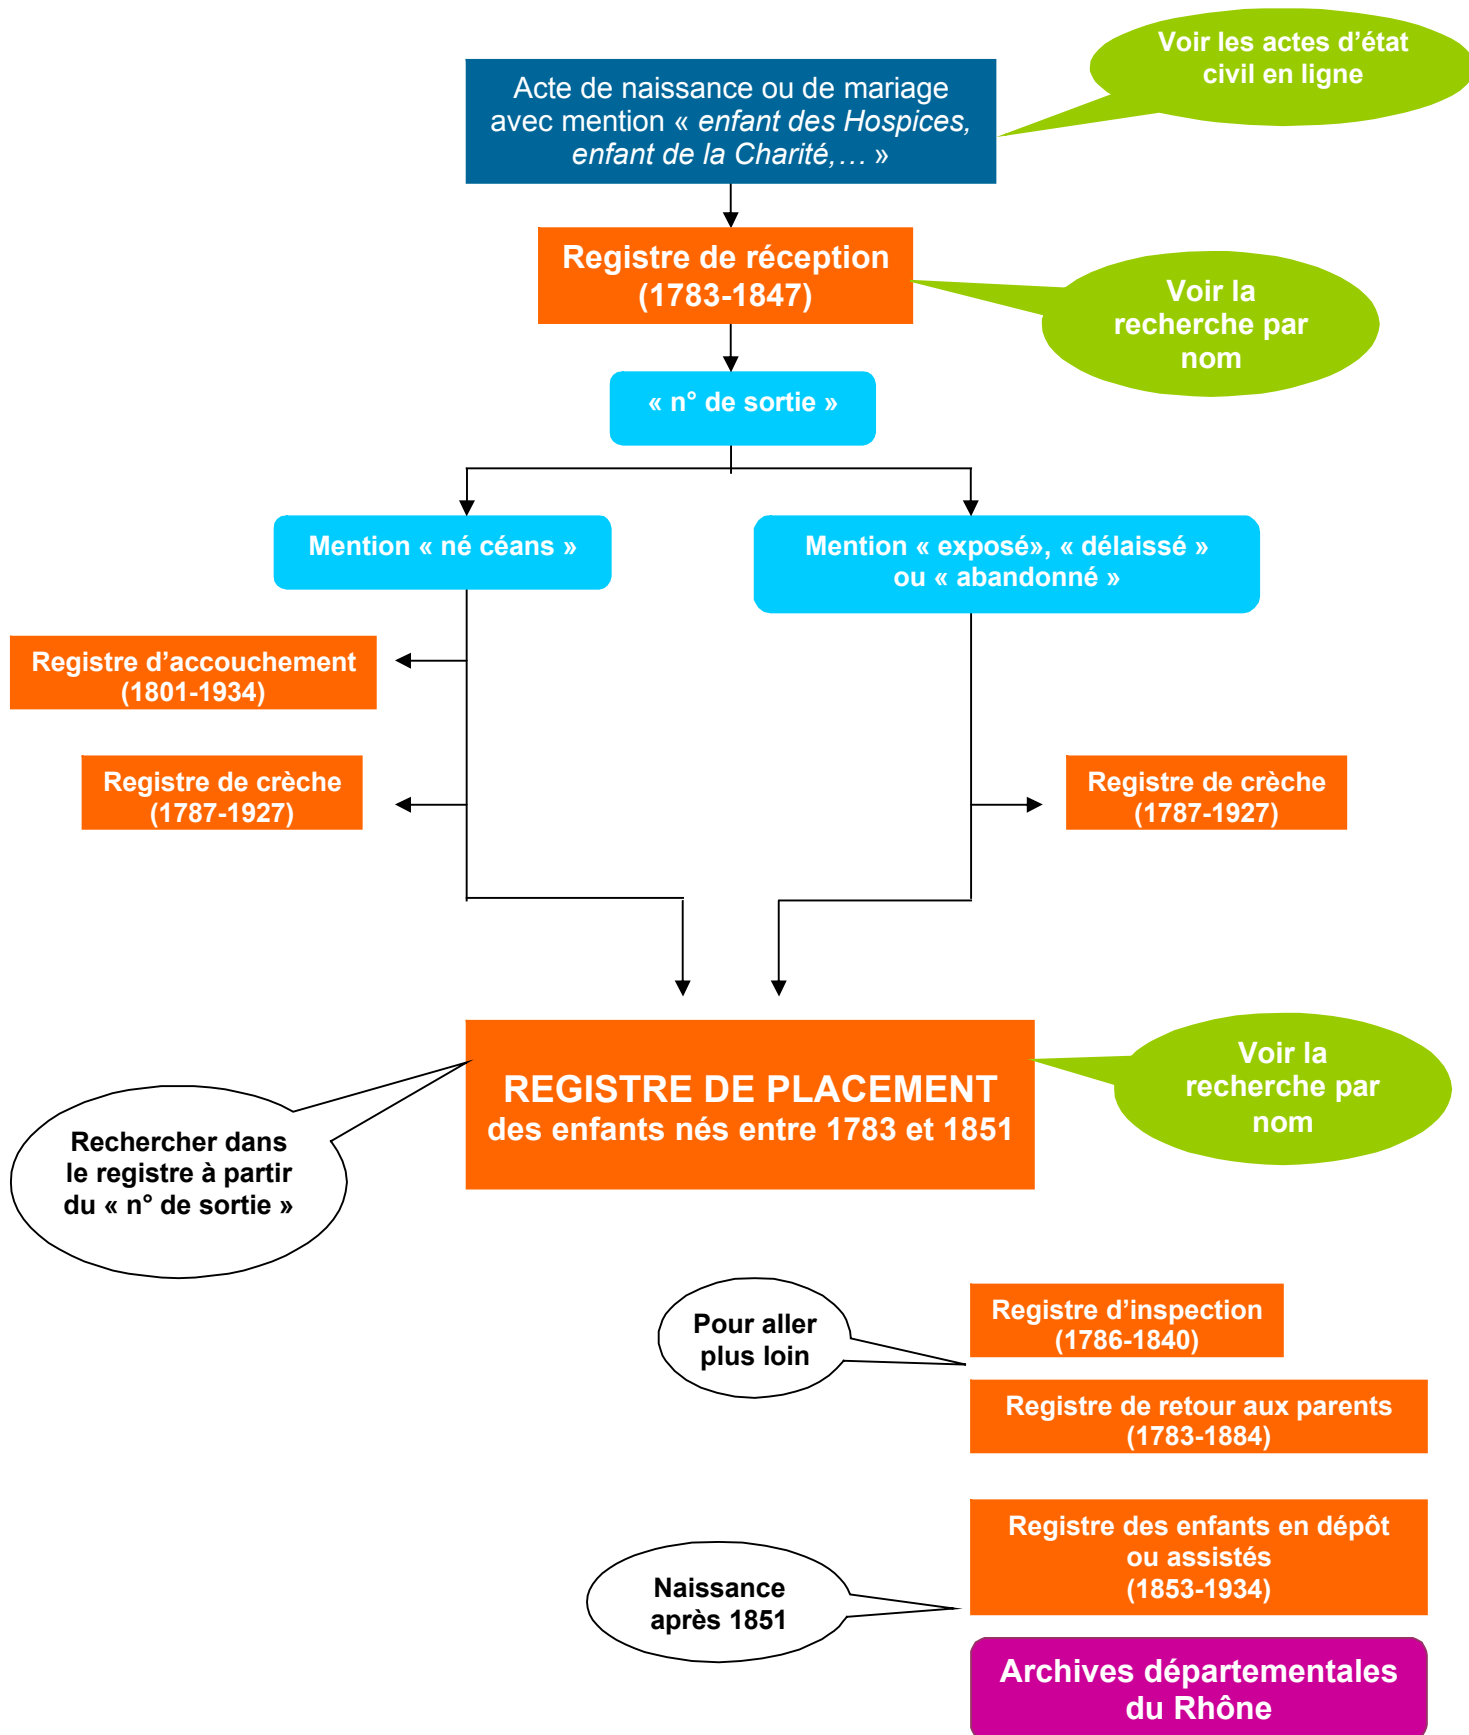 Voir les actes d’état
civil en ligne
Acte de naissance ou de mariage
avec mention « enfant des Hospices,
enfant de la Charité,… »
Registre de réception
(1783-1847)
Voir la
recherche par
nom
« n° de sortie »
Mention « né céans »
Mention « exposé», « délaissé »
ou « abandonné »
Registre d’accouchement
(1801-1934)
Registre de crèche
(1787-1927)
Registre de crèche
(1787-1927)
REGISTRE DE PLACEMENT
des enfants nés entre 1783 et 1851
Voir la
recherche par
nom
Rechercher dans
le registre à partir
du « n° de sortie »
Pour aller
plus loin
Registre d’inspection
(1786-1840)
Registre de retour aux parents
(1783-1884)
Registre des enfants en dépôt
ou assistés
(1853-1934)
Naissance
après 1851
Archives départementales
du Rhône